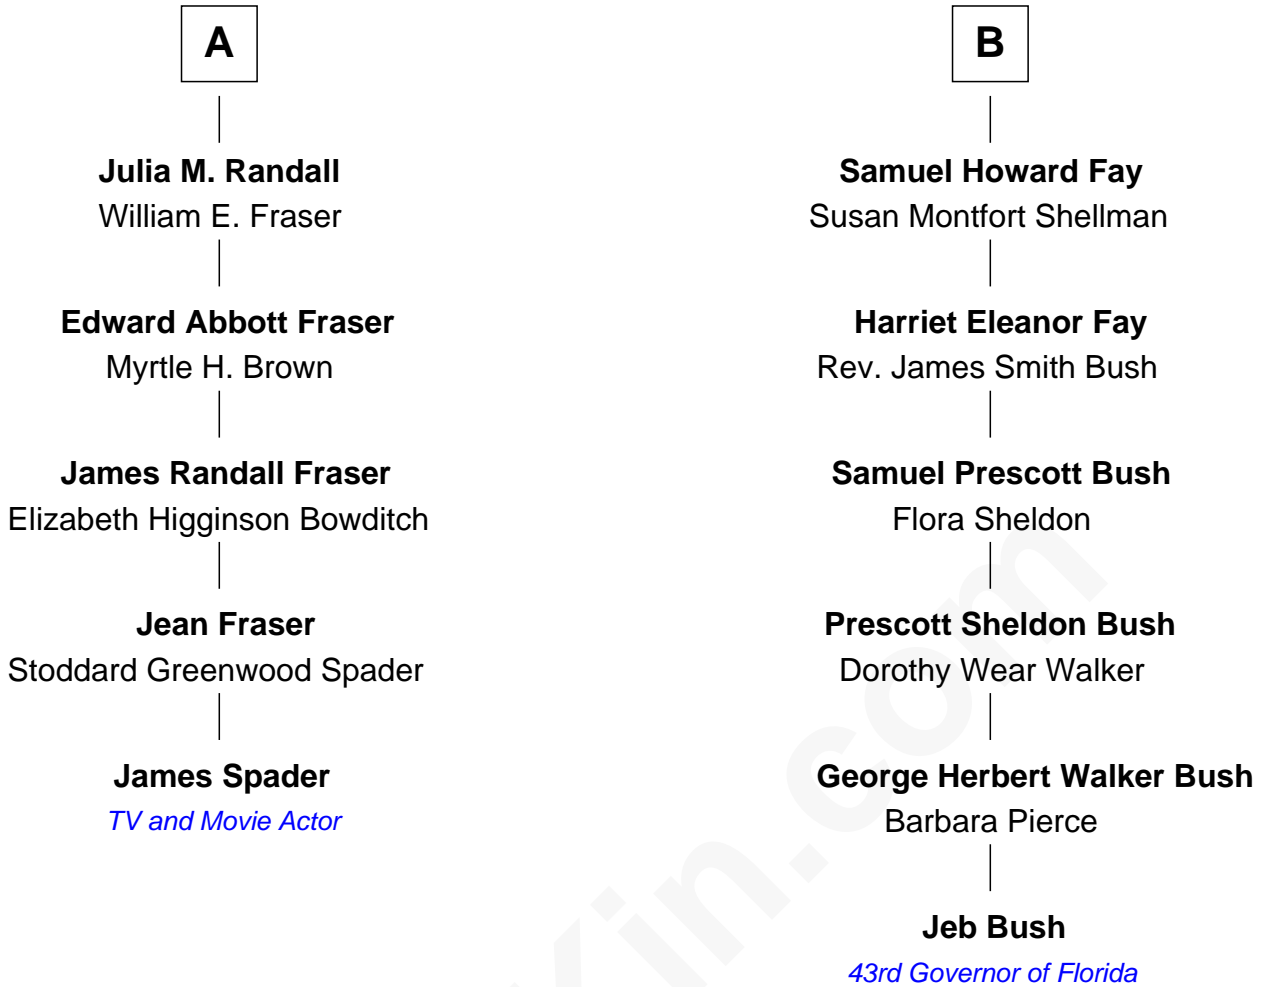 A
Julia M. Randall
William E. Fraser
Edward Abbott Fraser
Myrtle H. Brown
James Randall Fraser
Elizabeth Higginson Bowditch
Jean Fraser
Stoddard Greenwood Spader
James Spader
TV and Movie Actor
B
Samuel Howard Fay
Susan Montfort Shellman
Harriet Eleanor Fay
Rev. James Smith Bush
Samuel Prescott Bush
Flora Sheldon
Prescott Sheldon Bush
Dorothy Wear Walker
George Herbert Walker Bush
Barbara Pierce
Jeb Bush
43rd Governor of Florida
Kin.com